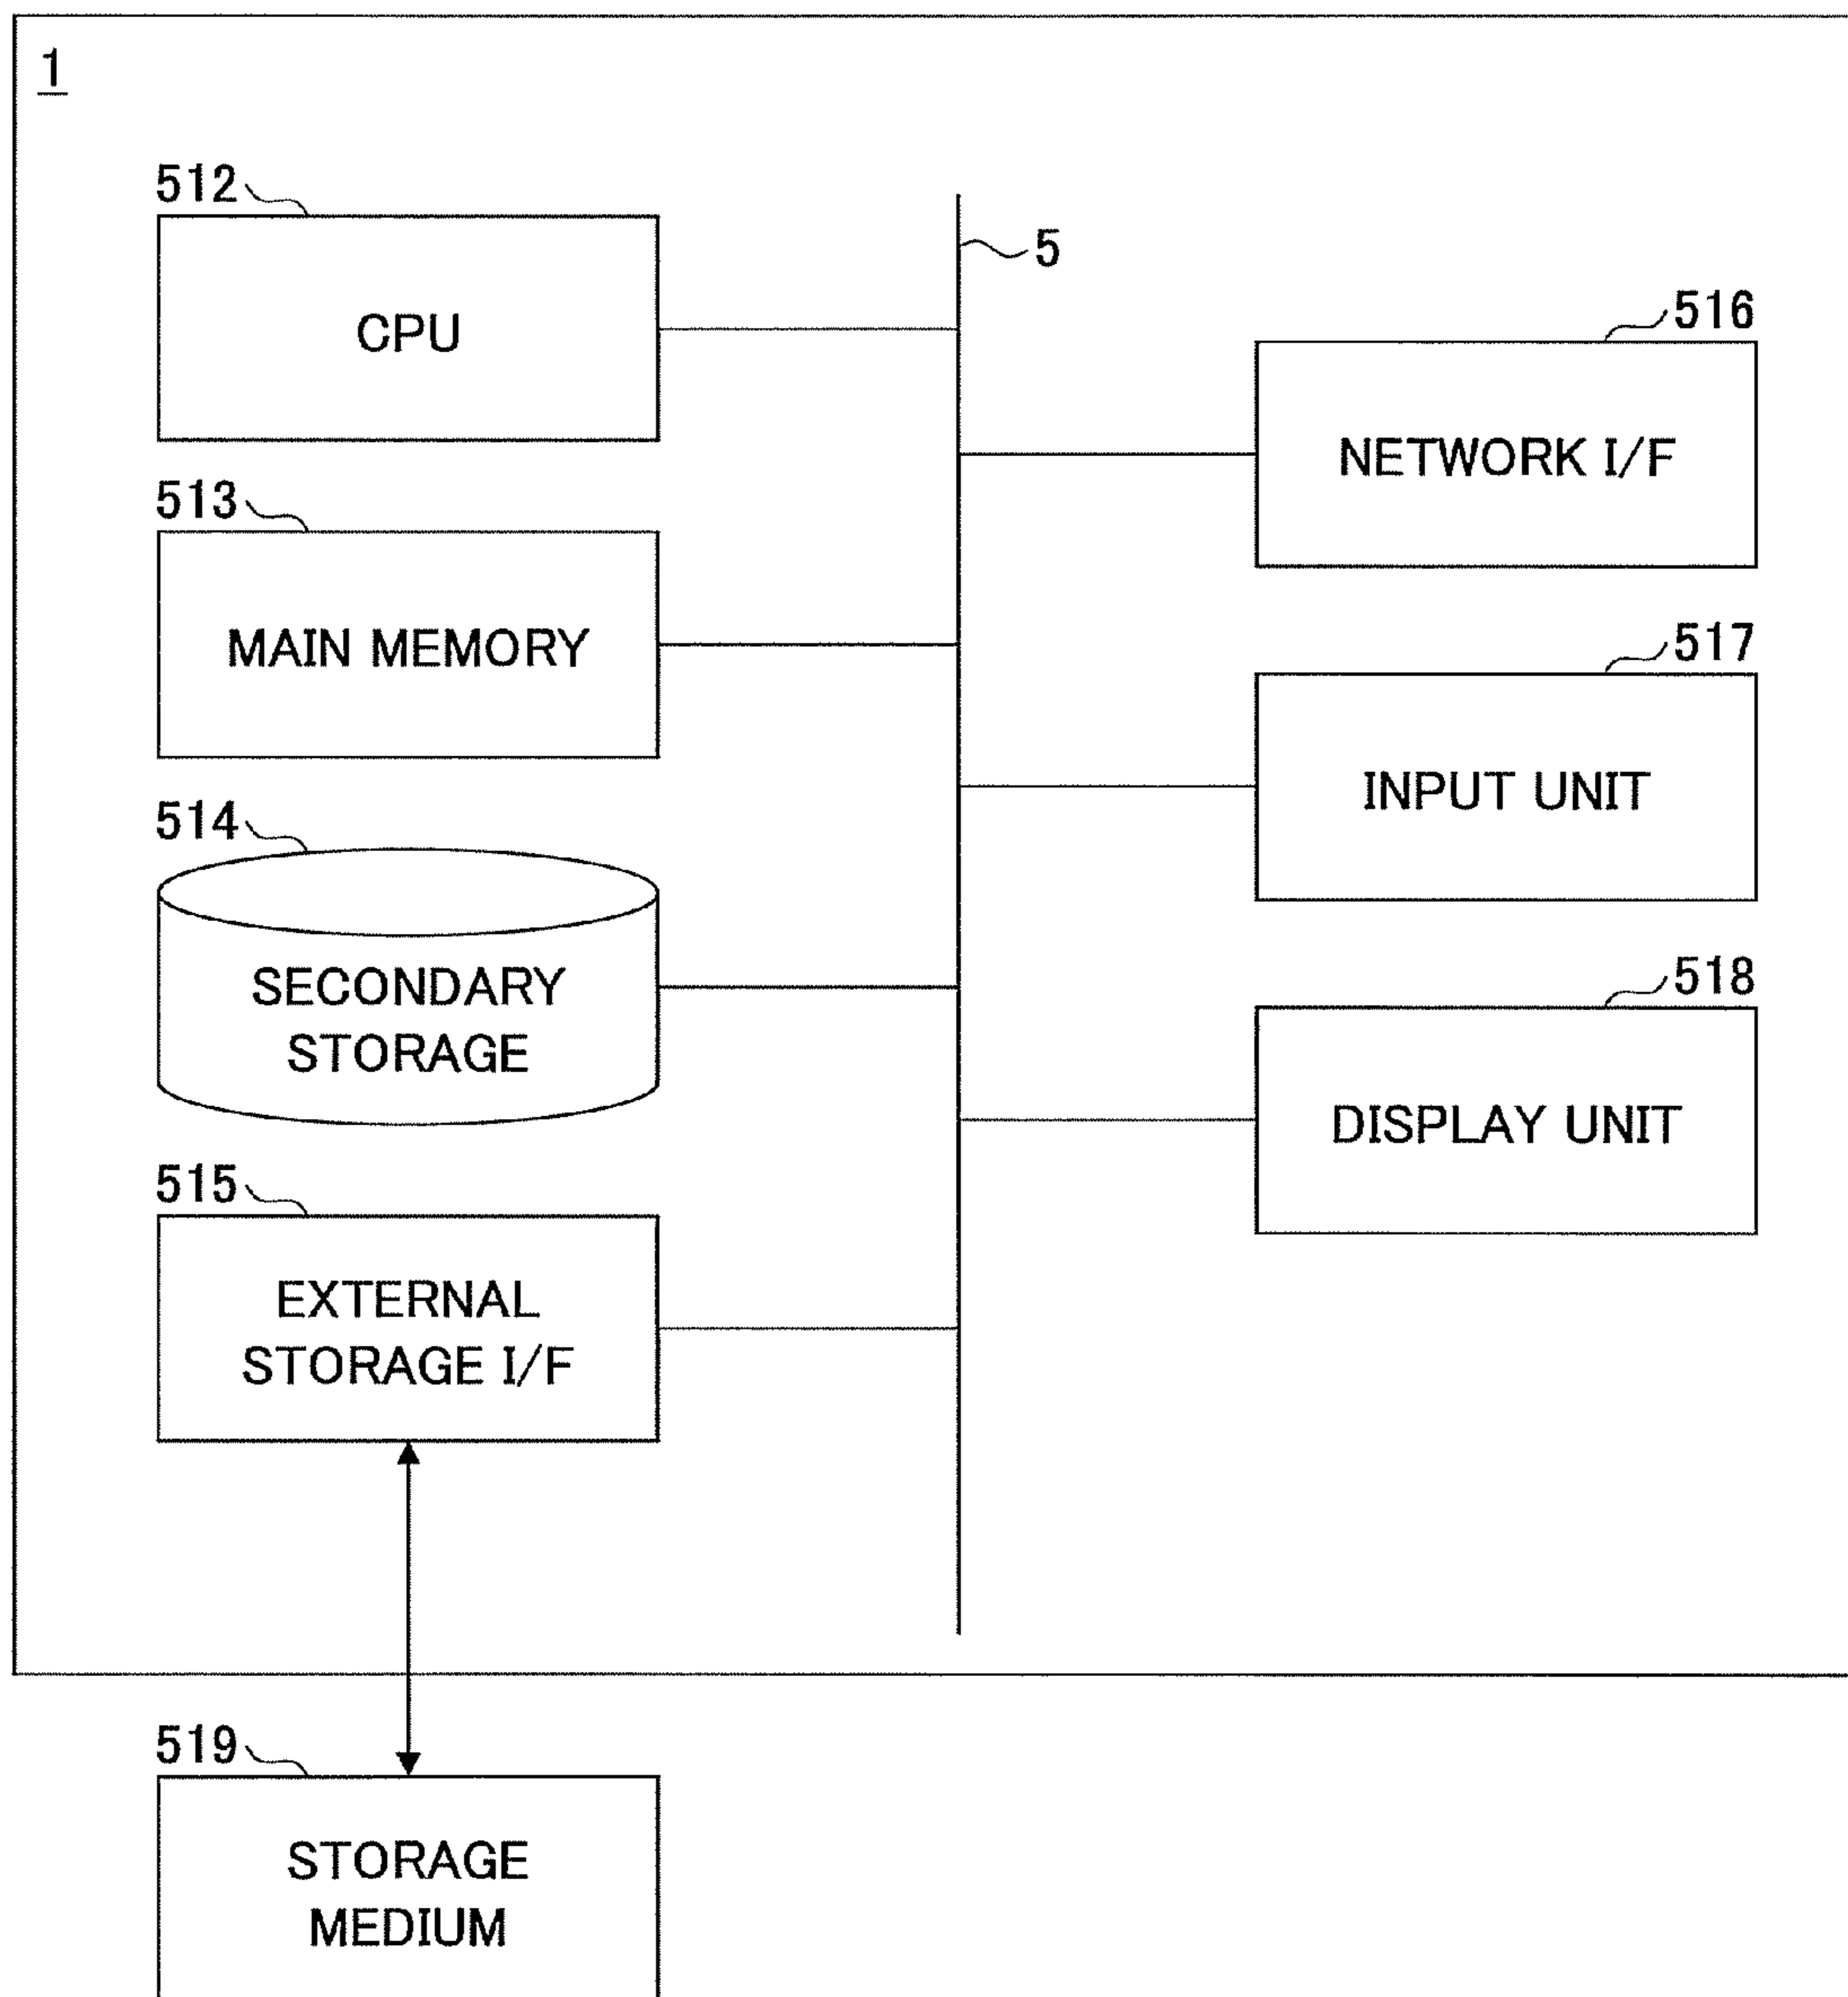 1
512
CPU
5
516
NETWORK I/F
513
MAIN MEMORY
517
INPUT UNIT
514
SECONDARY
STORAGE
518
DISPLAY UNIT
515
EXTERNAL
STORAGE I/F
519
STORAGE
MEDIUM